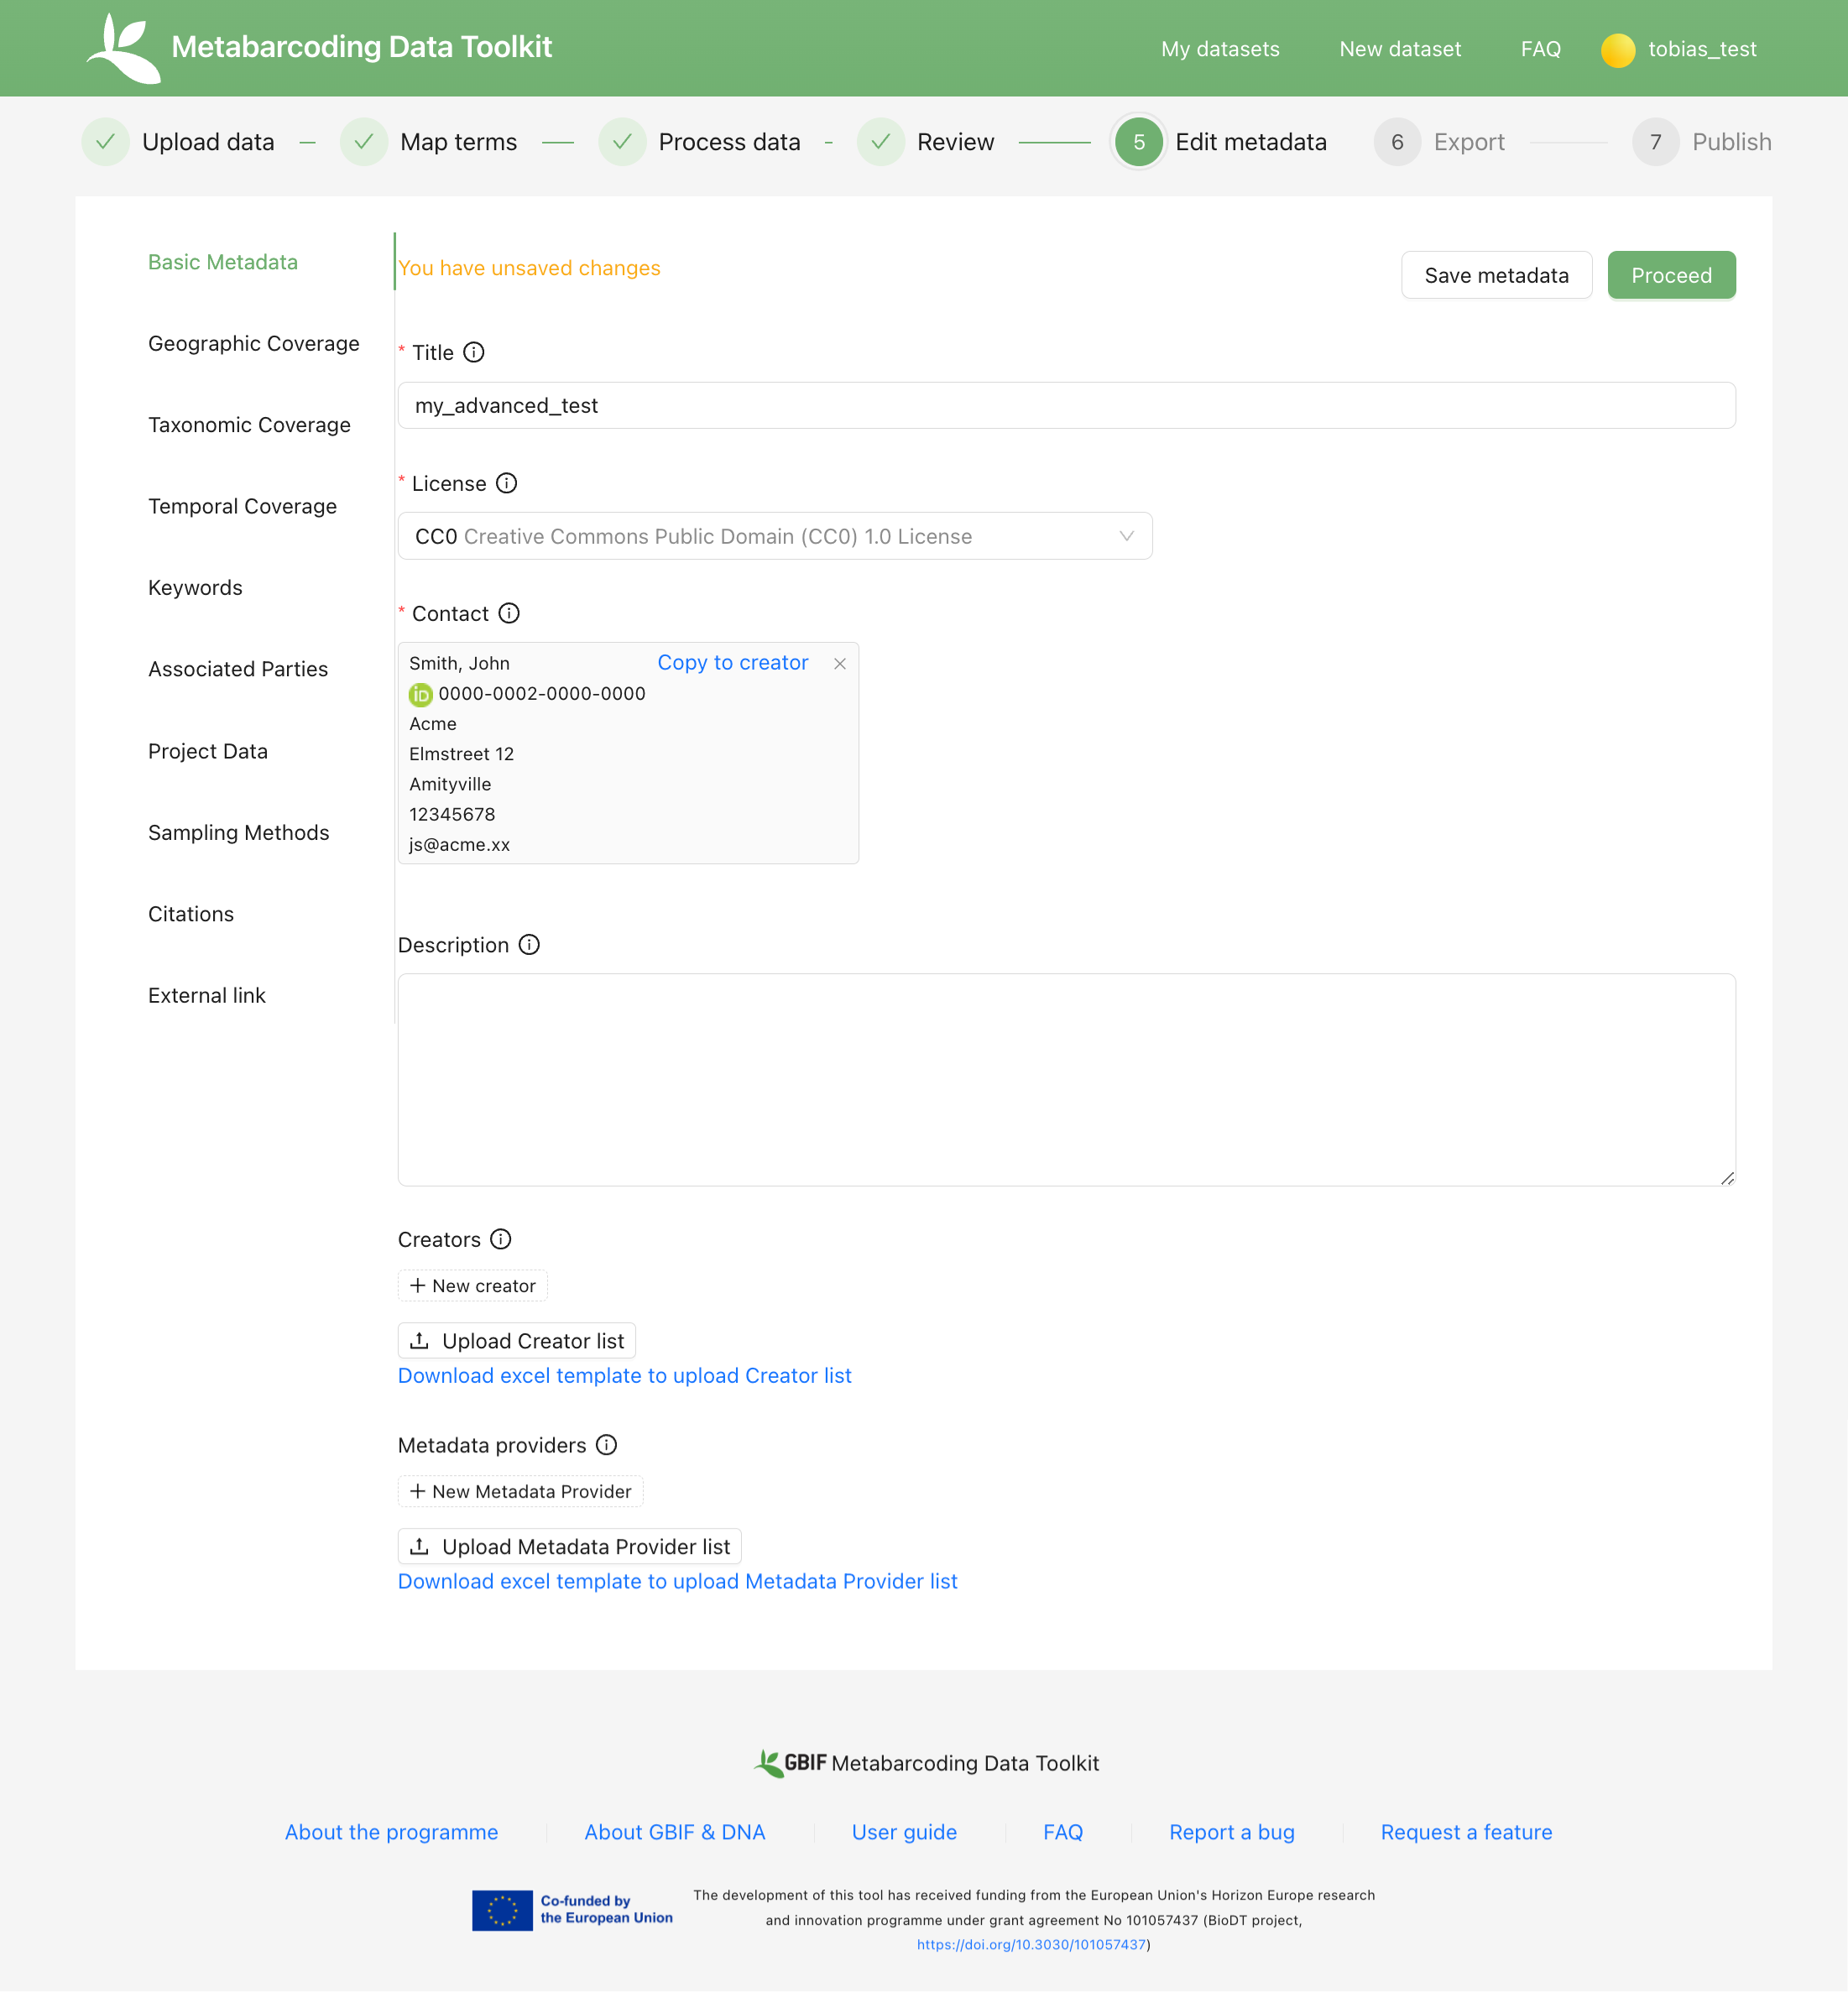 Metabarcoding Data Toolkit
My datasets
New dataset
FAQ
tobias_test
Upload data
Map terms
Process data
Review
5 Edit metadata
6 Export
7 Publish
Basic Metadata
Geographic Coverage
Taxonomic Coverage
Temporal Coverage
Keywords
Associated Parties
Project Data
Sampling Methods
Citations
External link
You have unsaved changes
Save metadata
Proceed
* Title
my_advanced_test
* License
CC0 Creative Commons Public Domain (CC0) 1.0 License
* Contact
Smith, John
Copy to creator
iD 0000-0002-0000-0000
Acme
Elmstreet 12
Amityville
12345678
js@acme.xx
Description
Creators
+ New creator
Upload Creator list
Download excel template to upload Creator list
Metadata providers
+ New Metadata Provider
Upload Metadata Provider list
Download excel template to upload Metadata Provider list
GBIF Metabarcoding Data Toolkit
About the programme
About GBIF & DNA
User guide
FAQ
Report a bug
Request a feature
Co-funded by
the European Union
The development of this tool has received funding from the European Union's Horizon Europe research
and innovation programme under grant agreement No 101057437 (BioDT project,
https://doi.org/10.3030/101057437)